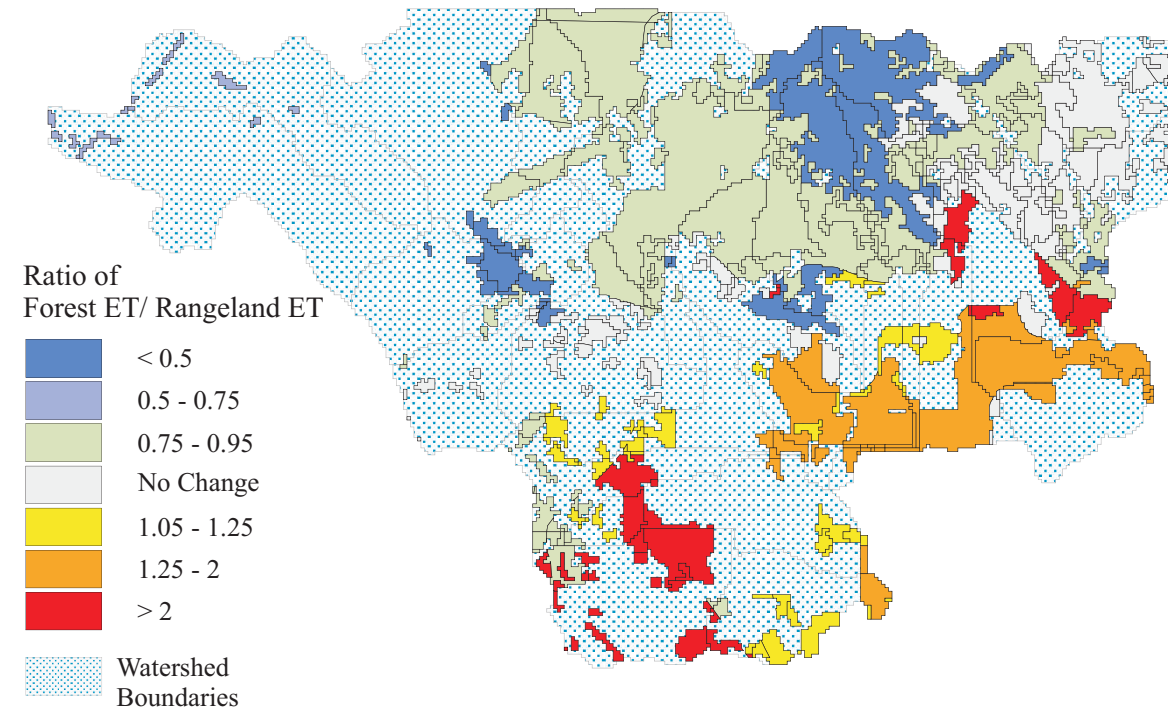 Ratio of
Forest ET/ Rangeland ET
< 0.5
0.5 - 0.75
0.75 - 0.95
No Change
1.05 - 1.25
1.25 - 2
> 2
Watershed
Boundaries